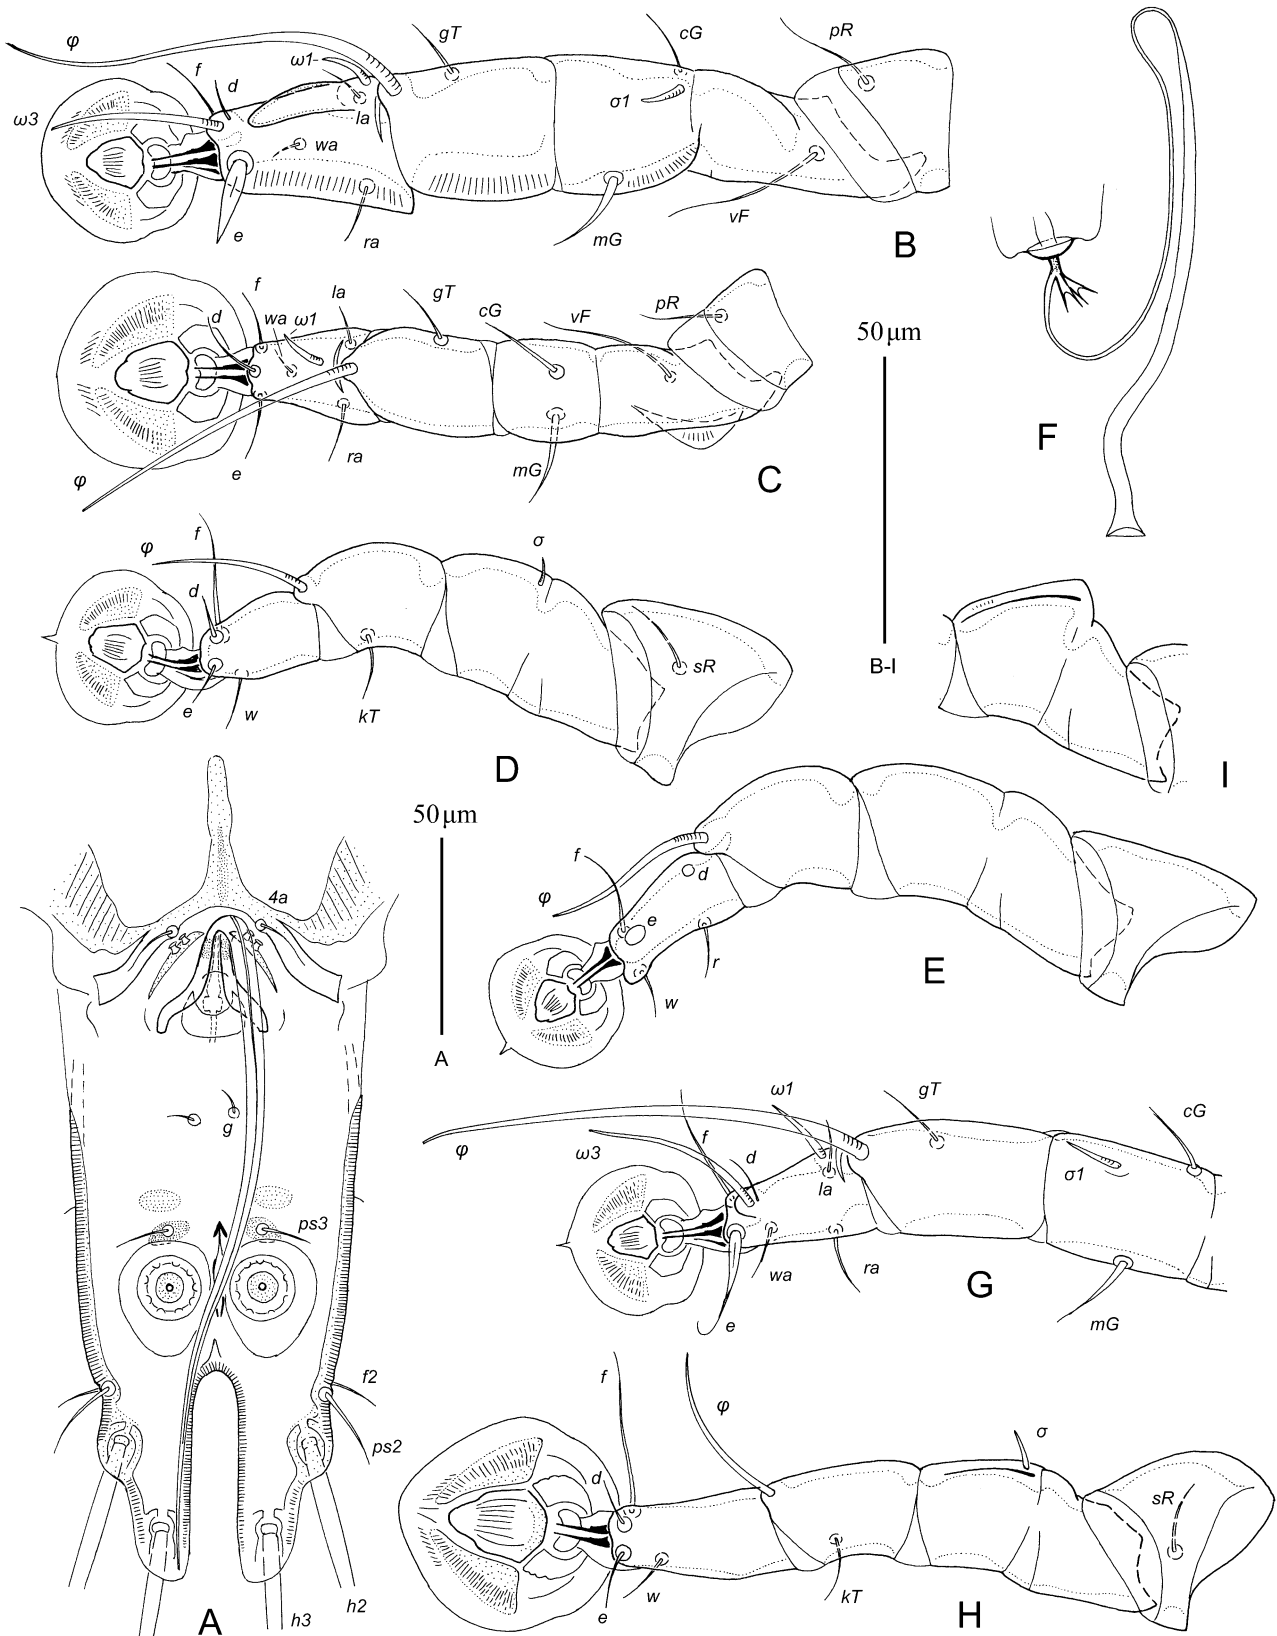 φ
gT
cG
pR
f
d
ω1
la
σ1
ω3
wa
e
ra
mG
vF
B
f
d
wa
ω1
la
gT
cG
vF
pR
e
ra
mG
φ
C
50 µm
B-I
F
φ
f
d
e
w
kT
σ
sR
D
I
50 µm
A
f
d
φ
e
r
w
E
4a
g
ps3
f2
ps2
h3
h2
A
φ
ω3
f
ω1
d
la
gT
σ1
cG
wa
ra
e
mG
G
f
φ
d
e
w
kT
σ
sR
H